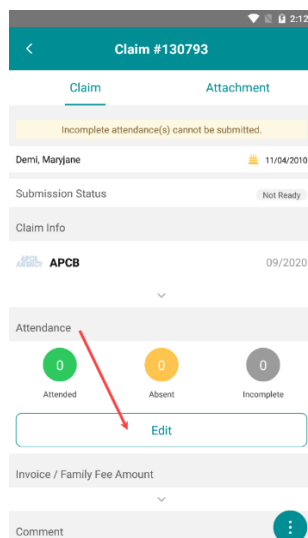 2:12
Claim #130793
Claim Attachment
Incomplete attendance(s) cannot be submitted.
Demi, Maryjane 11/04/2010
Submission Status Not Ready
Claim Info
APCB 09/2020
Attendance
0 0 0
Attended Absent Incomplete
Edit
Invoice / Family Fee Amount
Comment